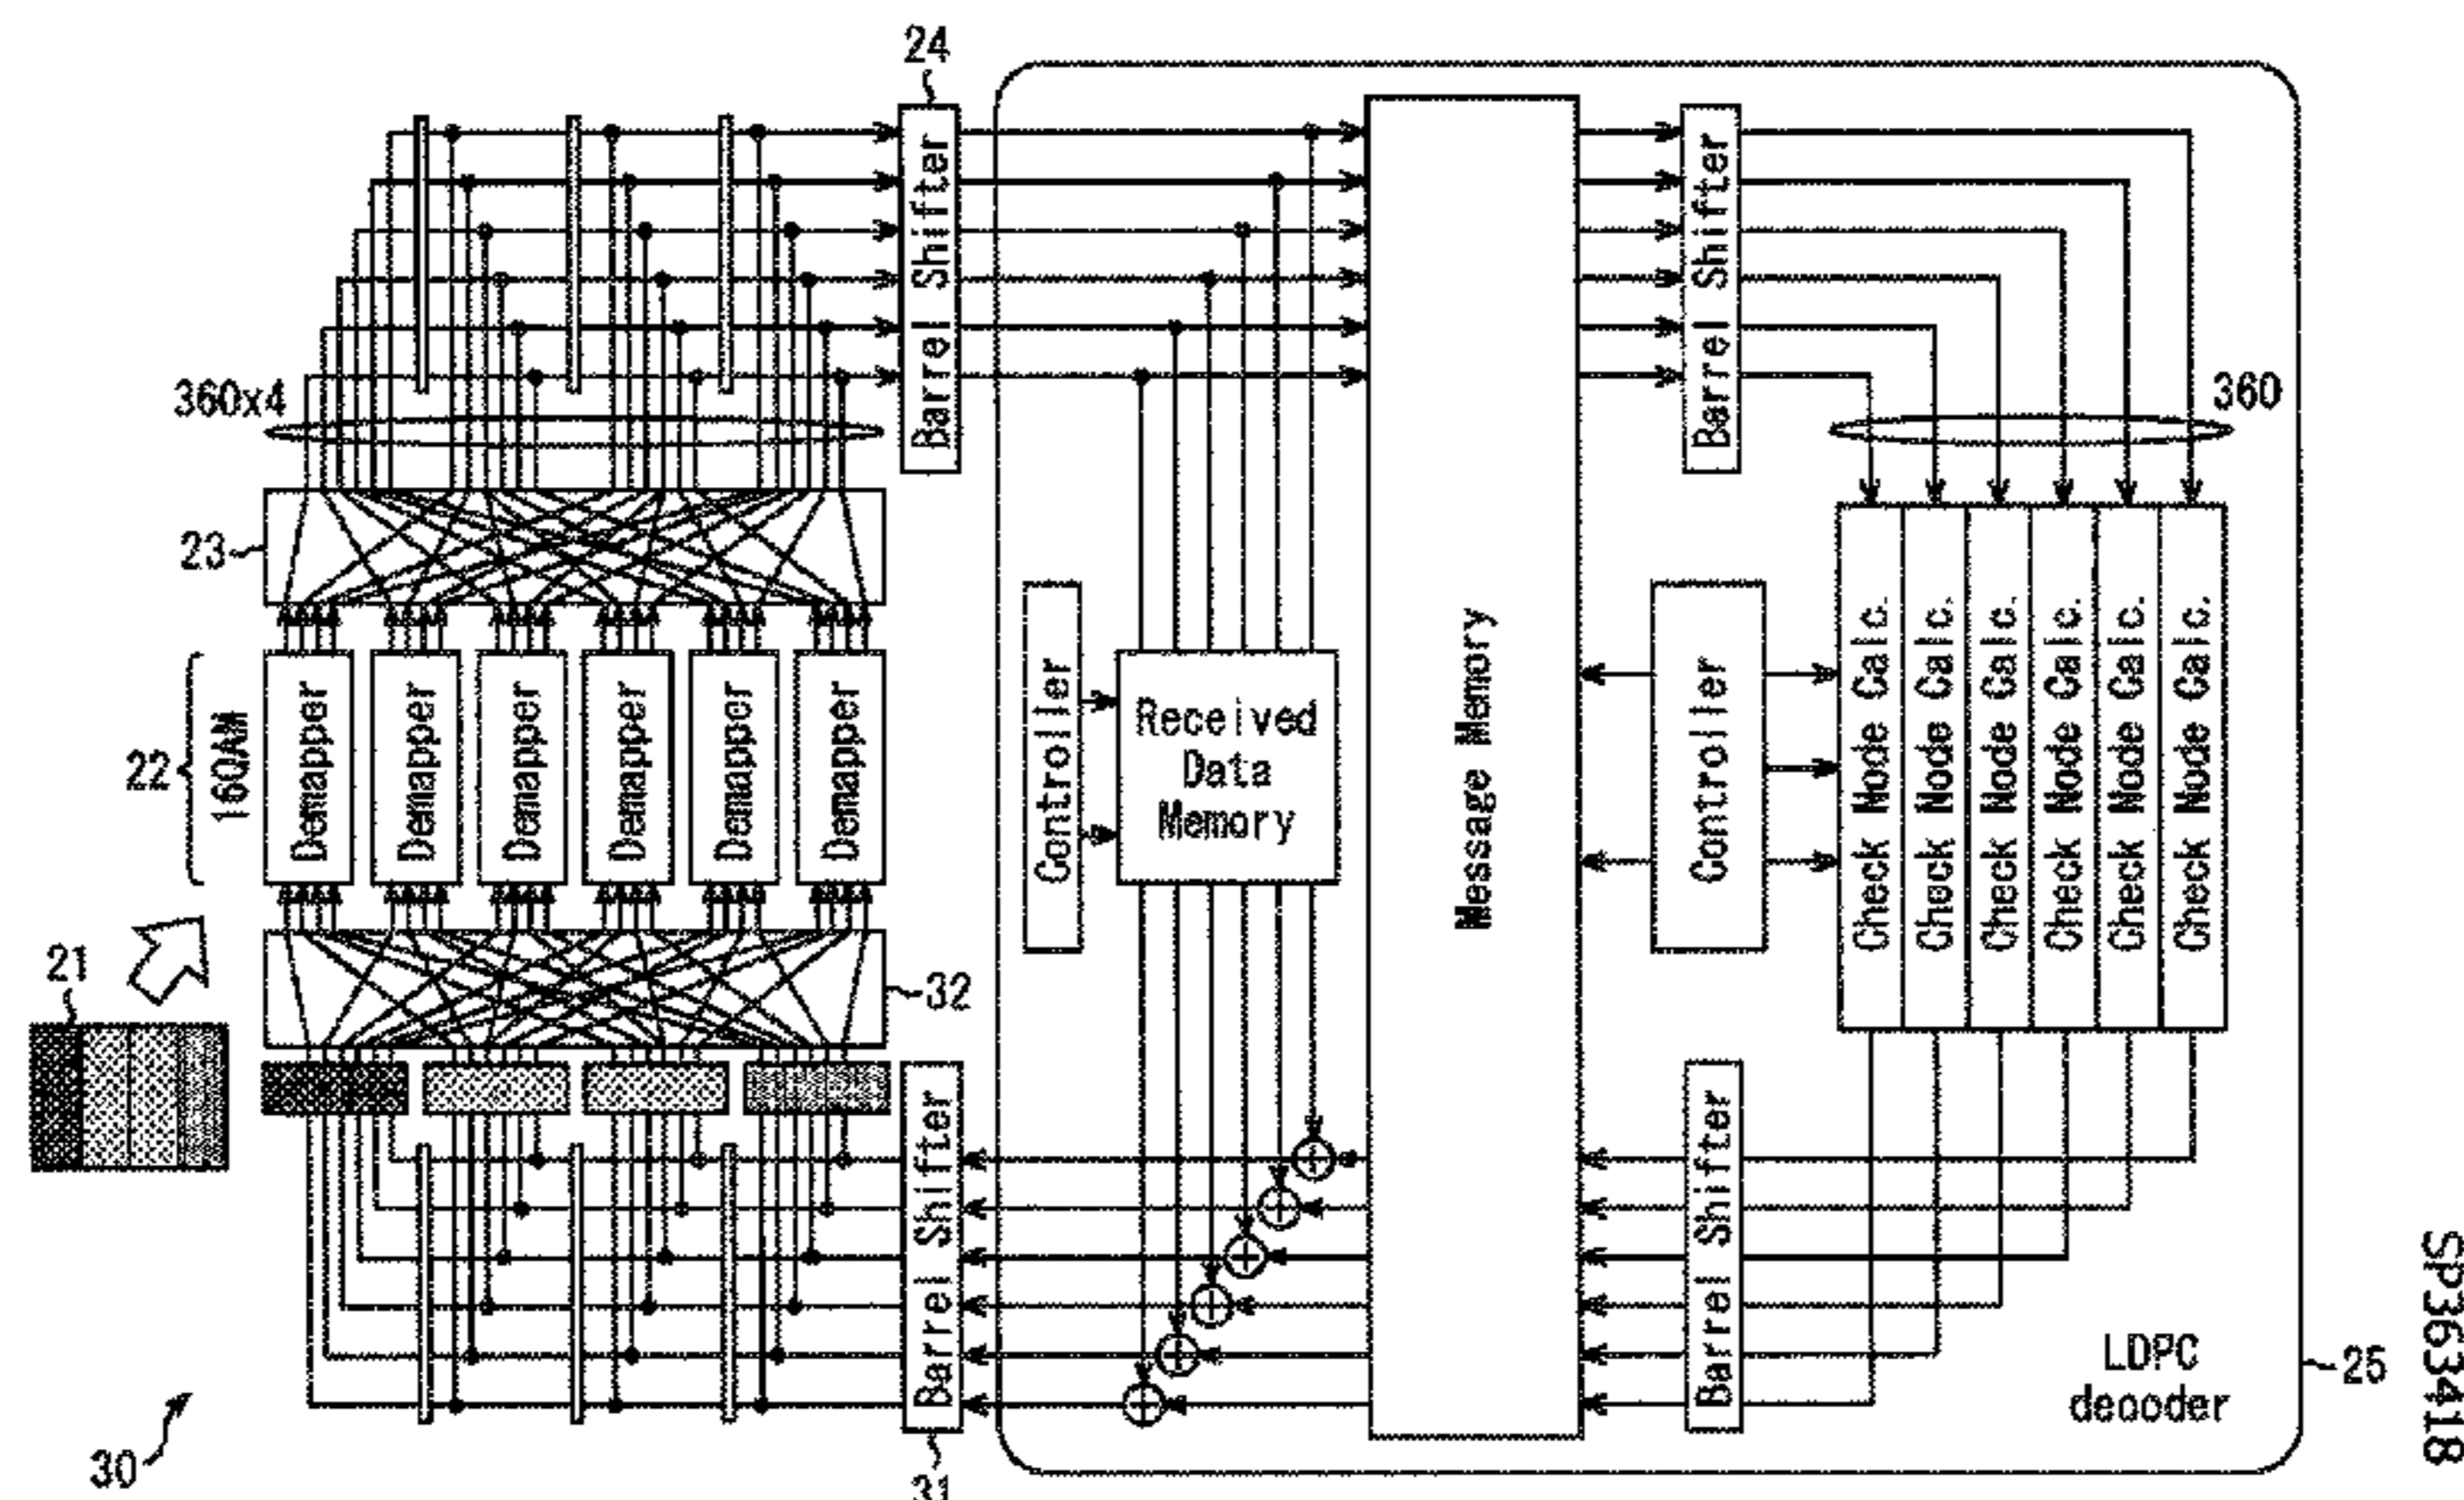 24
Barrel Shifter
Barrel Shifter
360x4
360
23
22
16QAM
Demapper
Demapper
Demapper
Demapper
Demapper
Demapper
Controller
Received
Data
Memory
Message Memory
Controller
Check Node Calc.
Check Node Calc.
Check Node Calc.
Check Node Calc.
Check Node Calc.
Check Node Calc.
21
32
Barrel Shifter
Barrel Shifter
LDPC
decoder
25
30
31
SP363418